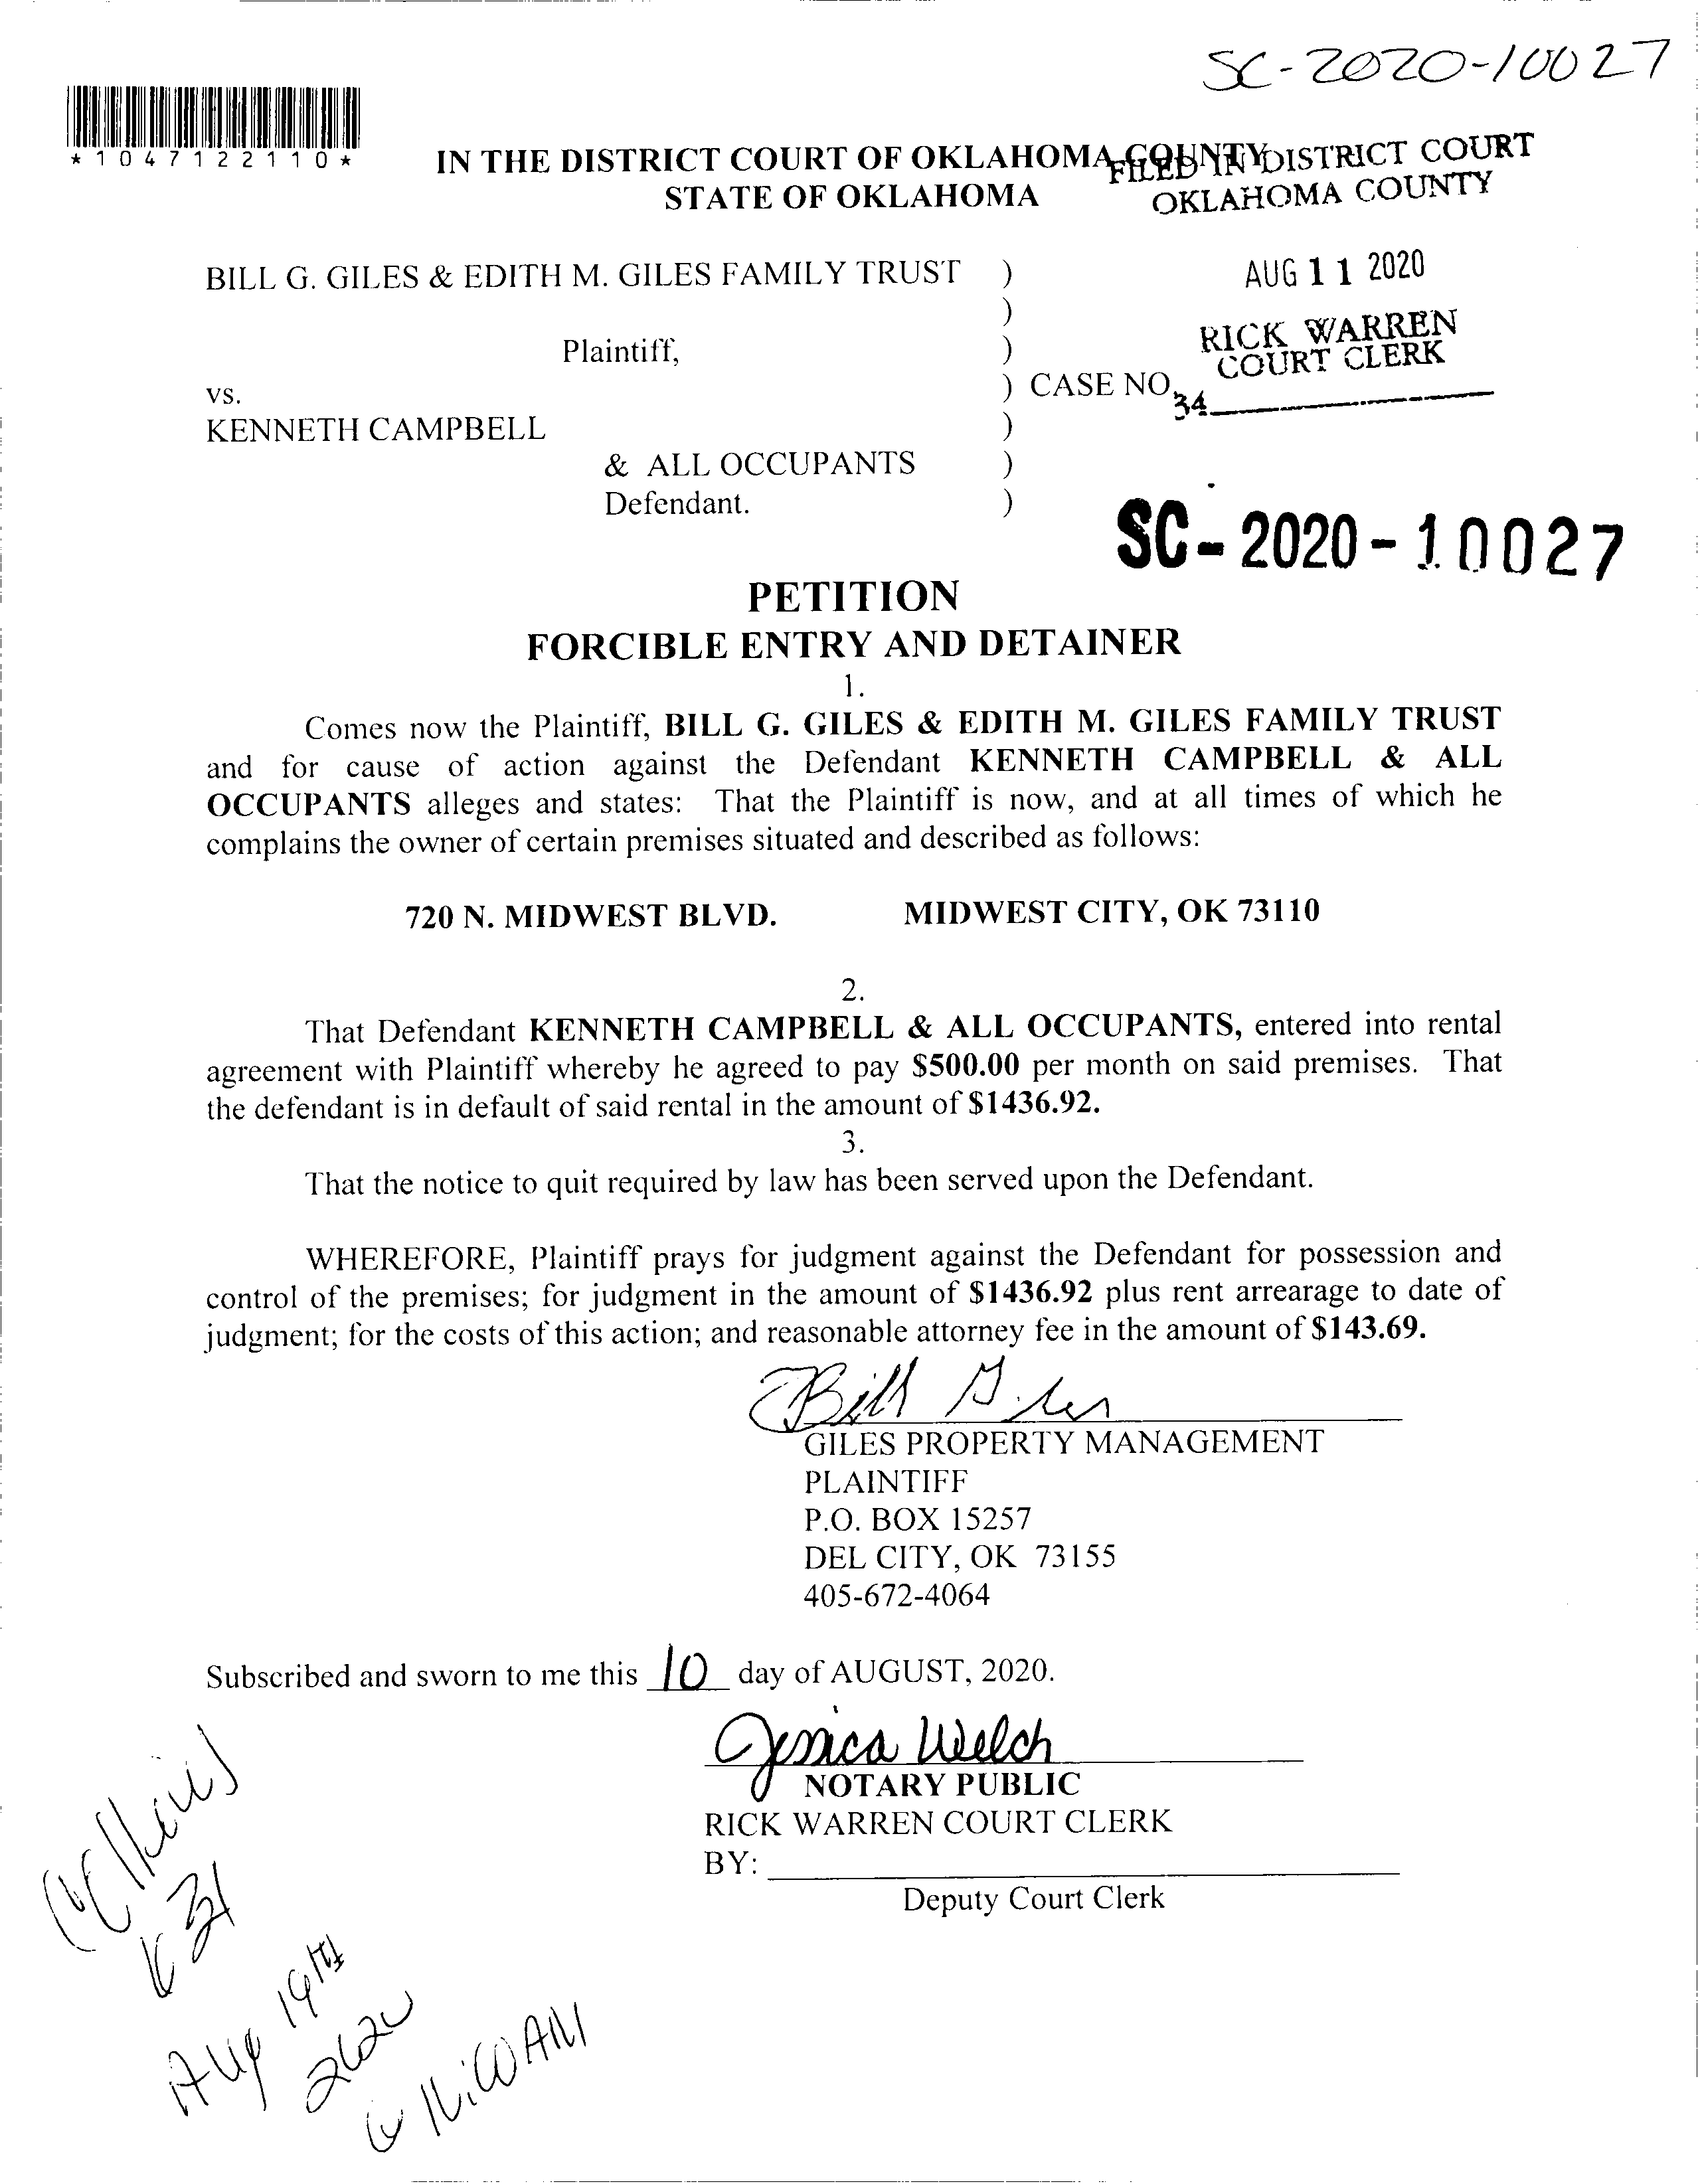 SC-2020-10027
*1047122110*
IN THE DISTRICT COURT OF OKLAHOMA COUNTY
STATE OF OKLAHOMA
FILED IN DISTRICT COURT
OKLAHOMA COUNTY
AUG 11 2020
RICK WARREN
COURT CLERK
34
BILL G. GILES & EDITH M. GILES FAMILY TRUST )
)
Plaintiff, )
vs. ) CASE NO.
KENNETH CAMPBELL )
& ALL OCCUPANTS )
Defendant. )
SC-2020-10027
PETITION
FORCIBLE ENTRY AND DETAINER
1.
Comes now the Plaintiff, BILL G. GILES & EDITH M. GILES FAMILY TRUST
and for cause of action against the Defendant KENNETH CAMPBELL & ALL
OCCUPANTS alleges and states: That the Plaintiff is now, and at all times of which he
complains the owner of certain premises situated and described as follows:
720 N. MIDWEST BLVD. MIDWEST CITY, OK 73110
2.
That Defendant KENNETH CAMPBELL & ALL OCCUPANTS, entered into rental
agreement with Plaintiff whereby he agreed to pay $500.00 per month on said premises. That
the defendant is in default of said rental in the amount of $1436.92.
3.
That the notice to quit required by law has been served upon the Defendant.
WHEREFORE, Plaintiff prays for judgment against the Defendant for possession and
control of the premises; for judgment in the amount of $1436.92 plus rent arrearage to date of
judgment; for the costs of this action; and reasonable attorney fee in the amount of $143.69.
Bill Giles
GILES PROPERTY MANAGEMENT
PLAINTIFF
P.O. BOX 15257
DEL CITY, OK 73155
405-672-4064
Subscribed and sworn to me this 10 day of AUGUST, 2020.
Jessica Welch
NOTARY PUBLIC
RICK WARREN COURT CLERK
BY:
Deputy Court Clerk
Aug 19th
2020